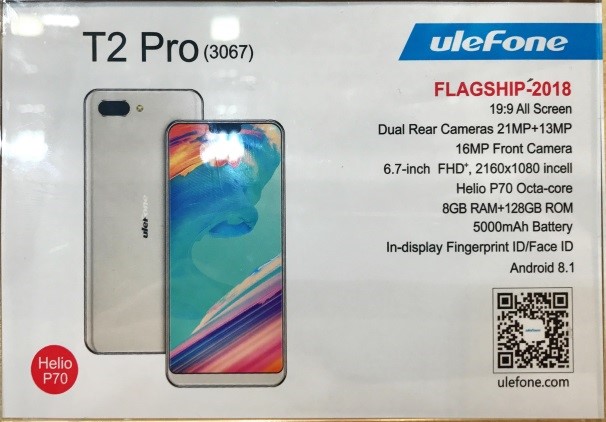 T2 Pro (3067)
ulefone
FLAGSHIP-2018
19:9 All Screen
Dual Rear Cameras 21MP+13MP
16MP Front Camera
6.7-inch FHD+, 2160x1080 incell
Helio P70 Octa-core
8GB RAM+128GB ROM
5000mAh Battery
In-display Fingerprint ID/Face ID
Android 8.1
ulefone
Helio
P70
ulefone
ulefone.com